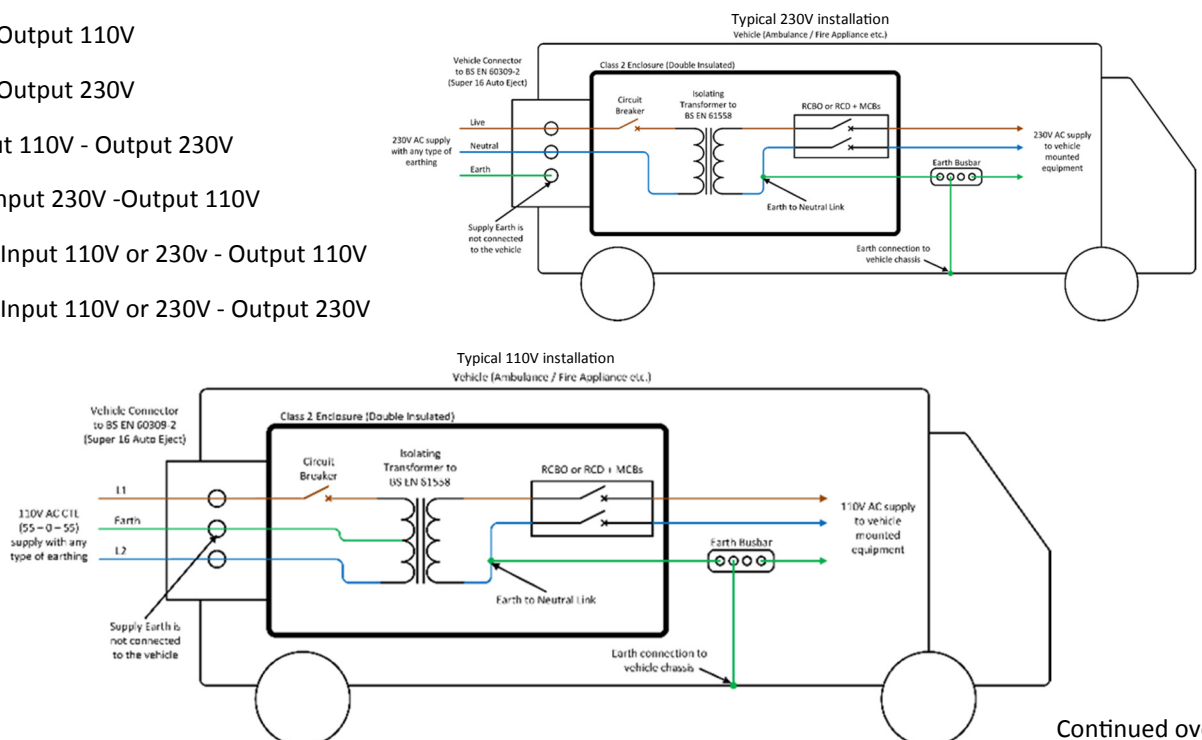 Output 110V
Output 230V
110V - Output 230V
nput 230V -Output 110V
Input 110V or 230v - Output 110V
Input 110V or 230V - Output 230V
Typical 230V installation
Vehicle (Ambulance / Fire Appliance etc.)
Vehicle Connector
to BS EN 60309-2
(Super 16 Auto Eject)
Class 2 Enclosure (Double Insulated)
Circuit
Breaker
Isolating
Transformer to
BS EN 61558
RCBO or RCD + MCBs
Live
Neutral
Earth
230V AC supply
with any type of
earthing
230V AC supply
to vehicle
mounted
equipment
Earth Busbar
Earth to Neutral Link
Supply Earth is
not connected
to the vehicle
Earth connection to
vehicle chassis
Typical 110V installation
Vehicle (Ambulance / Fire Appliance etc.)
Vehicle Connector
to BS EN 60309-2
(Super 16 Auto Eject)
Class 2 Enclosure (Double Insulated)
Circuit
Breaker
Isolating
Transformer to
BS EN 61558
RCBO or RCD + MCBs
L1
Earth
L2
110V AC CTE
(55 – 0 – 55)
supply with any
type of earthing
110V AC supply
to vehicle
mounted
equipment
Earth Busbar
Earth to Neutral Link
Supply Earth is
not connected
to the vehicle
Earth connection to
vehicle chassis
Continued ov